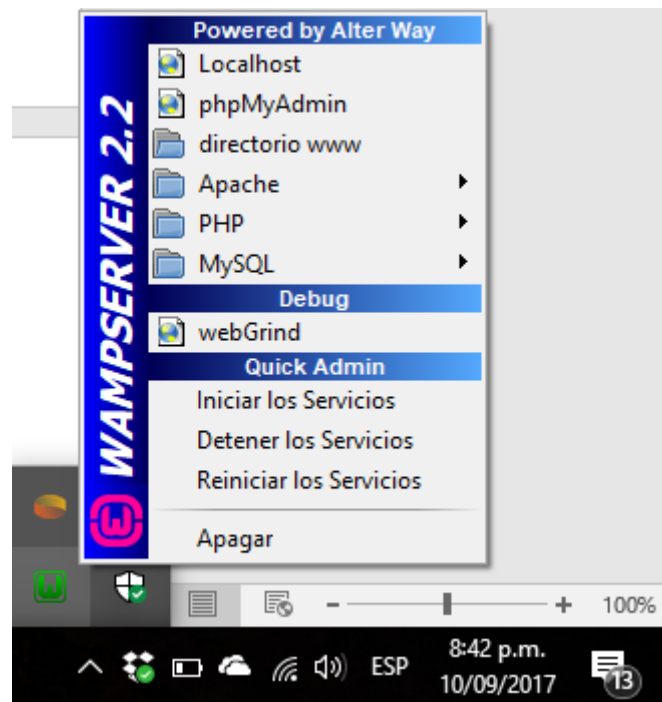 Powered by Alter Way
Localhost
phpMyAdmin
directorio www
Apache
PHP
MySQL
Debug
webGrind
Quick Admin
Iniciar los Servicios
Detener los Servicios
Reiniciar los Servicios
Apagar
WAMPSERVER 2.2
100%
ESP
8:42 p.m.
10/09/2017
13